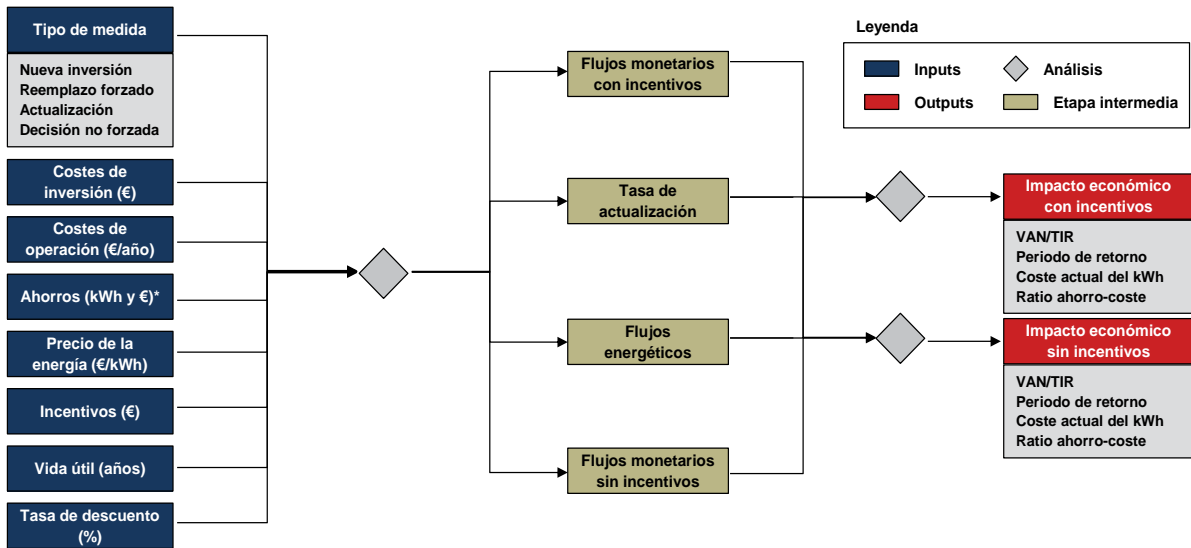 Tipo de medida
Nueva inversión
Reemplazo forzado
Actualización
Decisión no forzada
Costes de
inversión (€)
Costes de
operación (€/año)
Ahorros (kWh y €)*
Precio de la
energía (€/kWh)
Incentivos (€)
Vida útil (años)
Tasa de descuento
(%)
Flujos monetarios
con incentivos
Tasa de
actualización
Flujos
energéticos
Flujos monetarios
sin incentivos
Leyenda
Inputs
Análisis
Outputs
Etapa intermedia
Impacto económico
con incentivos
VAN/TIR
Periodo de retorno
Coste actual del kWh
Ratio ahorro-coste
Impacto económico
sin incentivos
VAN/TIR
Periodo de retorno
Coste actual del kWh
Ratio ahorro-coste